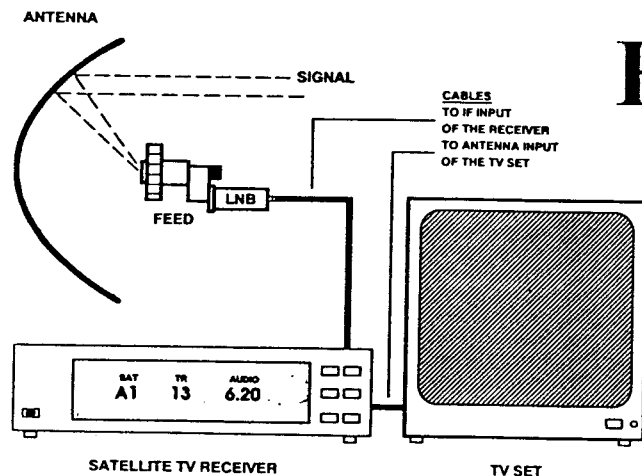 ANTENNA
SIGNAL
CABLES
TO IF INPUT
OF THE RECEIVER
TO ANTENNA INPUT
OF THE TV SET
FEED
LNB
SAT TR AUDIO
A1 13 6.20
SATELLITE TV RECEIVER
TV SET